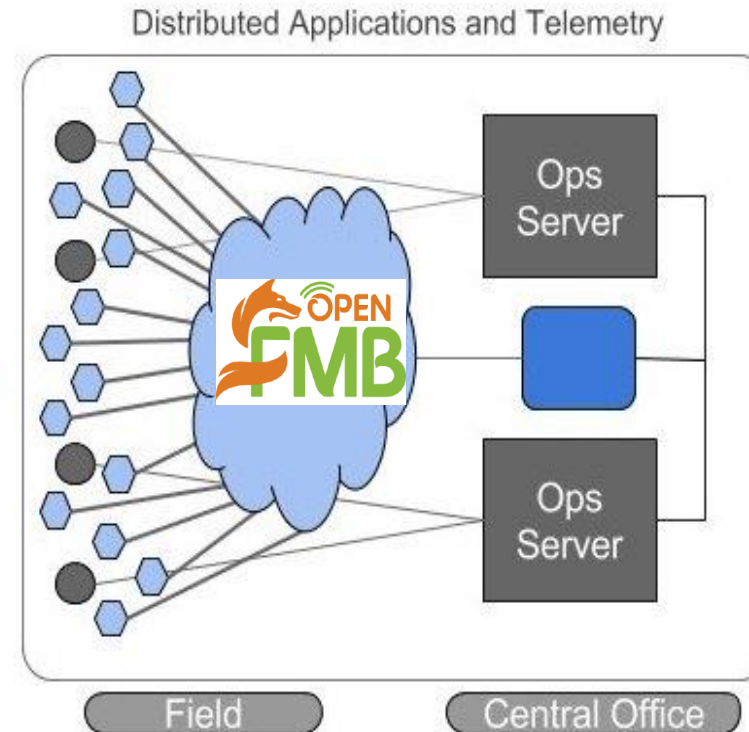 Distributed Applications and Telemetry
Ops
Server
OPEN
FMB
Ops
Server
Field
Central Office